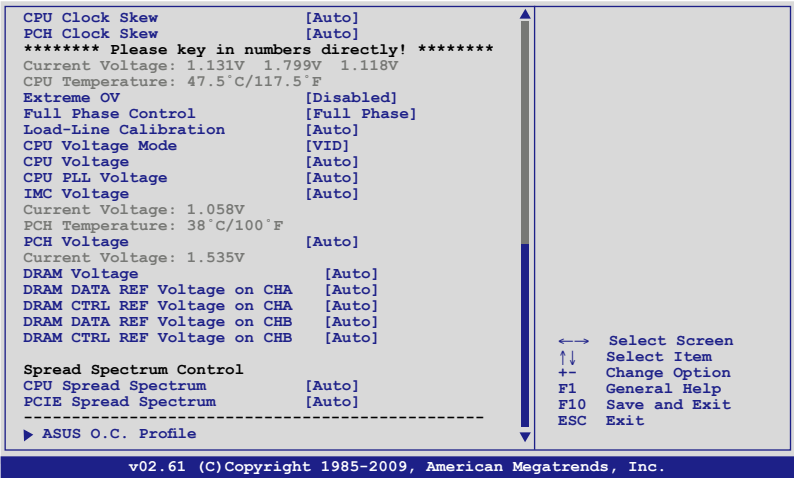 CPU Clock Skew [Auto]
PCH Clock Skew [Auto]
******** Please key in numbers directly! ********
Current Voltage: 1.131V 1.799V 1.118V
CPU Temperature: 47.5°C/117.5°F
Extreme OV [Disabled]
Full Phase Control [Full Phase]
Load-Line Calibration [Auto]
CPU Voltage Mode [VID]
CPU Voltage [Auto]
CPU PLL Voltage [Auto]
IMC Voltage [Auto]
Current Voltage: 1.058V
PCH Temperature: 38°C/100°F
PCH Voltage [Auto]
Current Voltage: 1.535V
DRAM Voltage [Auto]
DRAM DATA REF Voltage on CHA [Auto]
DRAM CTRL REF Voltage on CHA [Auto]
DRAM DATA REF Voltage on CHB [Auto]
DRAM CTRL REF Voltage on CHB [Auto]
Spread Spectrum Control
CPU Spread Spectrum [Auto]
PCIE Spread Spectrum [Auto]
------------------------------------------------
ASUS O.C. Profile
←→ Select Screen
↑↓ Select Item
+- Change Option
F1 General Help
F10 Save and Exit
ESC Exit
v02.61 (C)Copyright 1985-2009, American Megatrends, Inc.